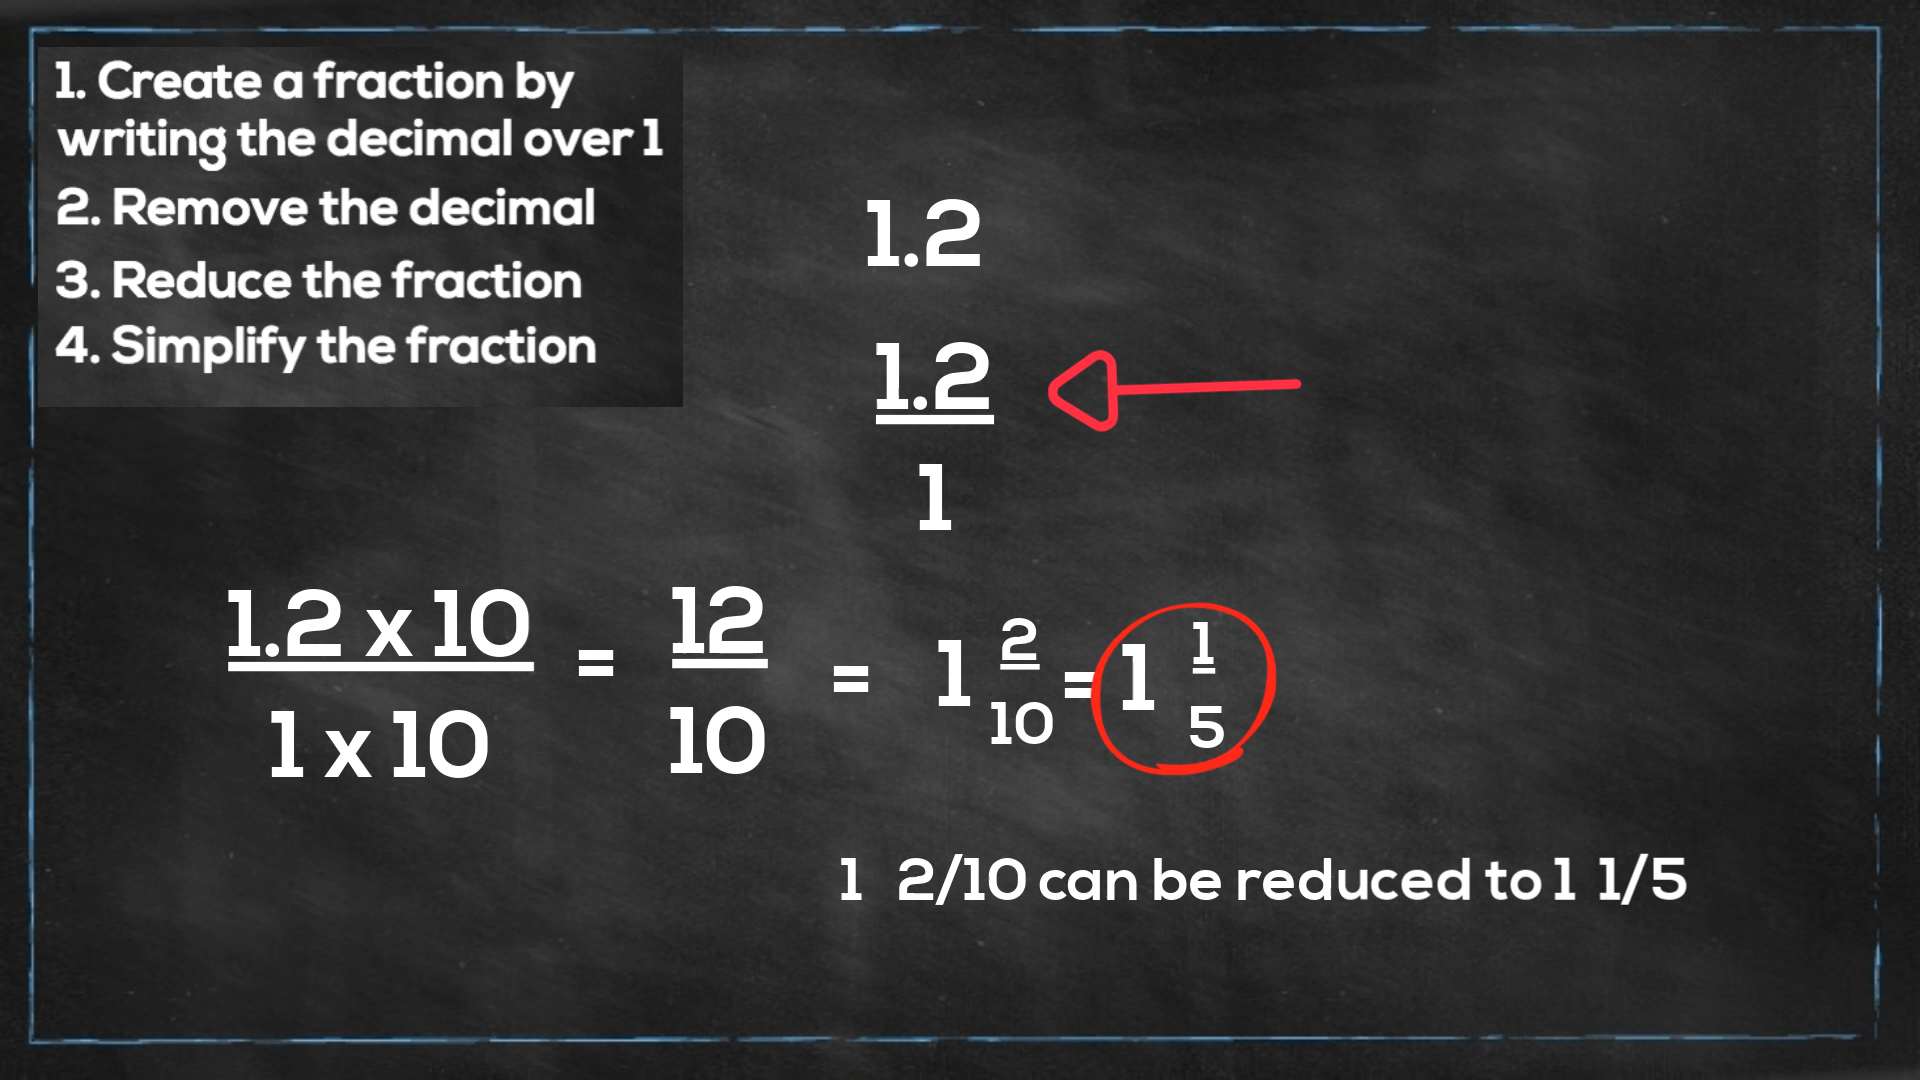 1. Create a fraction by
writing the decimal over 1
2. Remove the decimal
3. Reduce the fraction
4. Simplify the fraction
1.2
1.2
1
1.2 x 10
1 x 10
=
12
10
=
1 2
10
=
1 1
5
1 2/10 can be reduced to 1 1/5